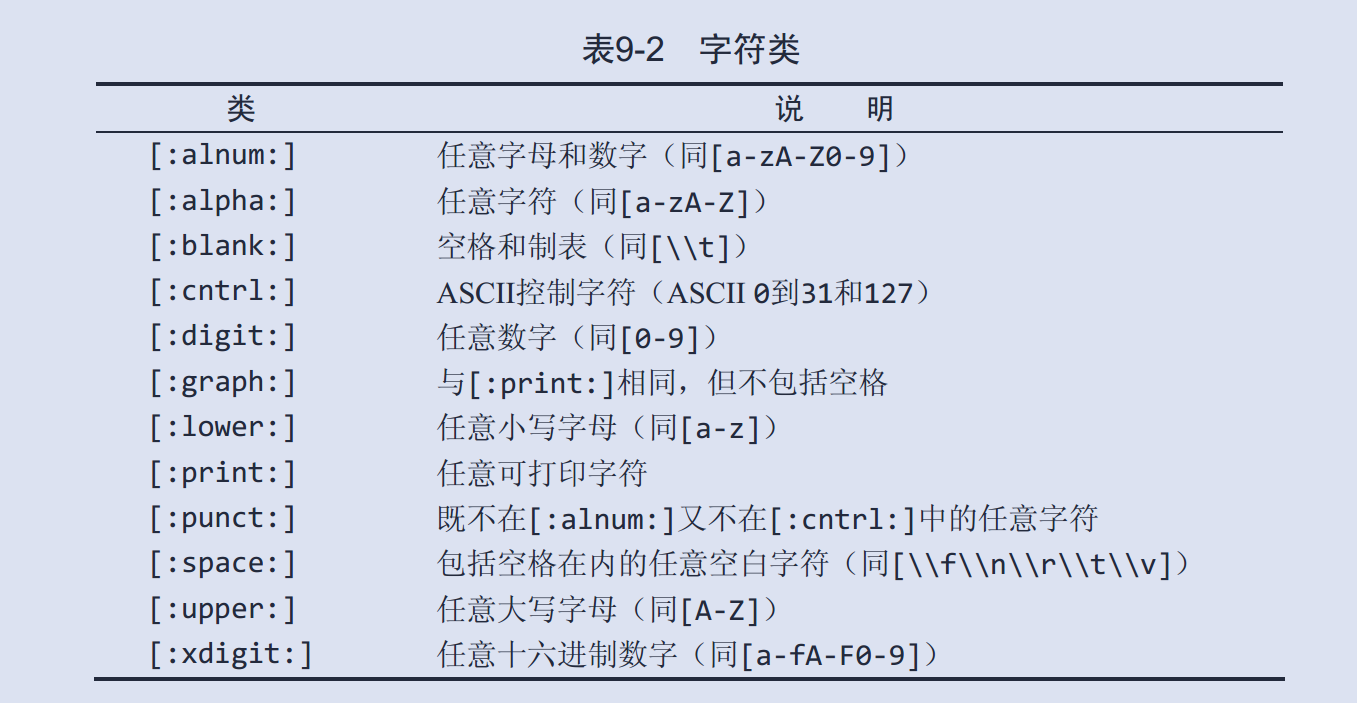 表9-2 字符类
类 说 明
[:alnum:] 任意字母和数字（同[a-zA-Z0-9]）
[:alpha:] 任意字符（同[a-zA-Z]）
[:blank:] 空格和制表（同[\\t]）
[:cntrl:] ASCII控制字符（ASCII 0到31和127）
[:digit:] 任意数字（同[0-9]）
[:graph:] 与[:print:]相同，但不包括空格
[:lower:] 任意小写字母（同[a-z]）
[:print:] 任意可打印字符
[:punct:] 既不在[:alnum:]又不在[:cntrl:]中的任意字符
[:space:] 包括空格在内的任意空白字符（同[\\f\\n\\r\\t\\v]）
[:upper:] 任意大写字母（同[A-Z]）
[:xdigit:] 任意十六进制数字（同[a-fA-F0-9]）